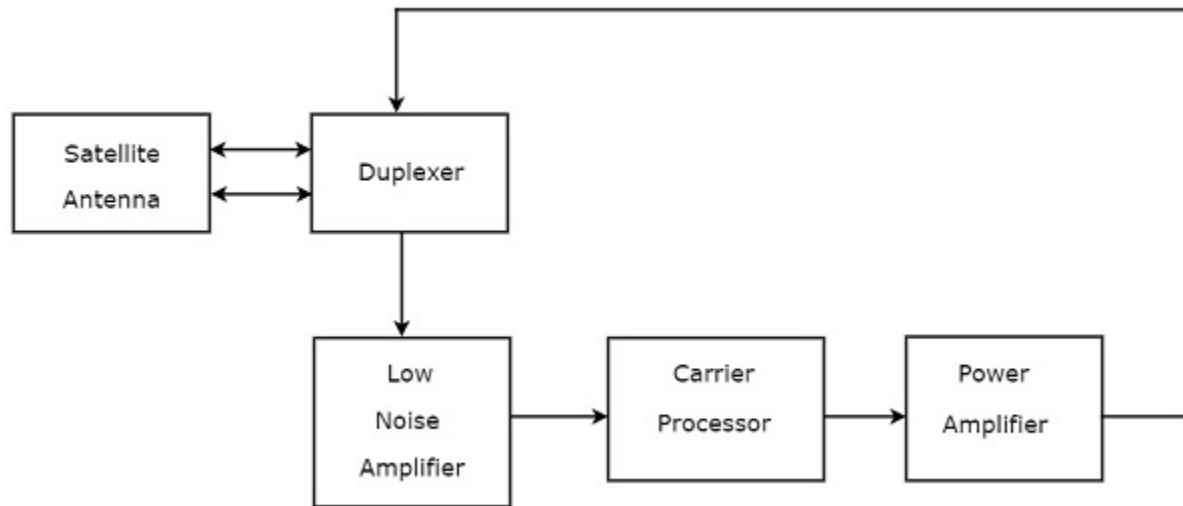 Satellite
Antenna
Duplexer
Low
Noise
Amplifier
Carrier
Processor
Power
Amplifier